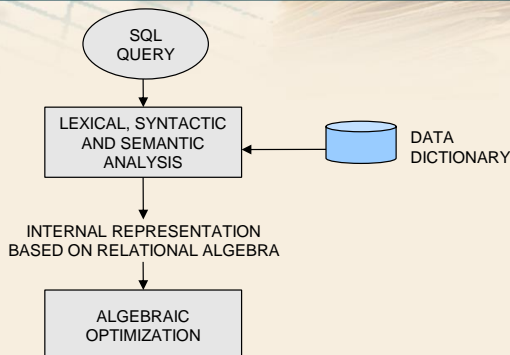 SQL
QUERY
LEXICAL, SYNTACTIC
AND SEMANTIC
ANALYSIS
DATA
DICTIONARY
INTERNAL REPRESENTATION
BASED ON RELATIONAL ALGEBRA
ALGEBRAIC
OPTIMIZATION